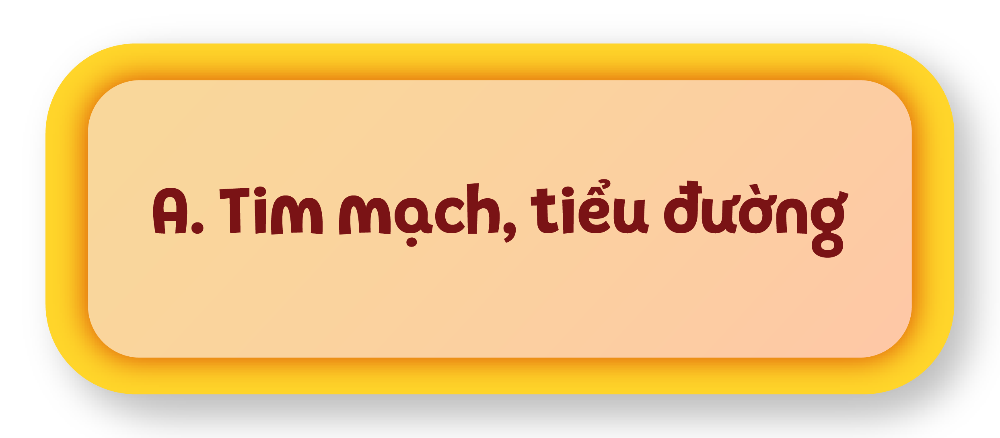 A. Tim mạch, tiểu đường